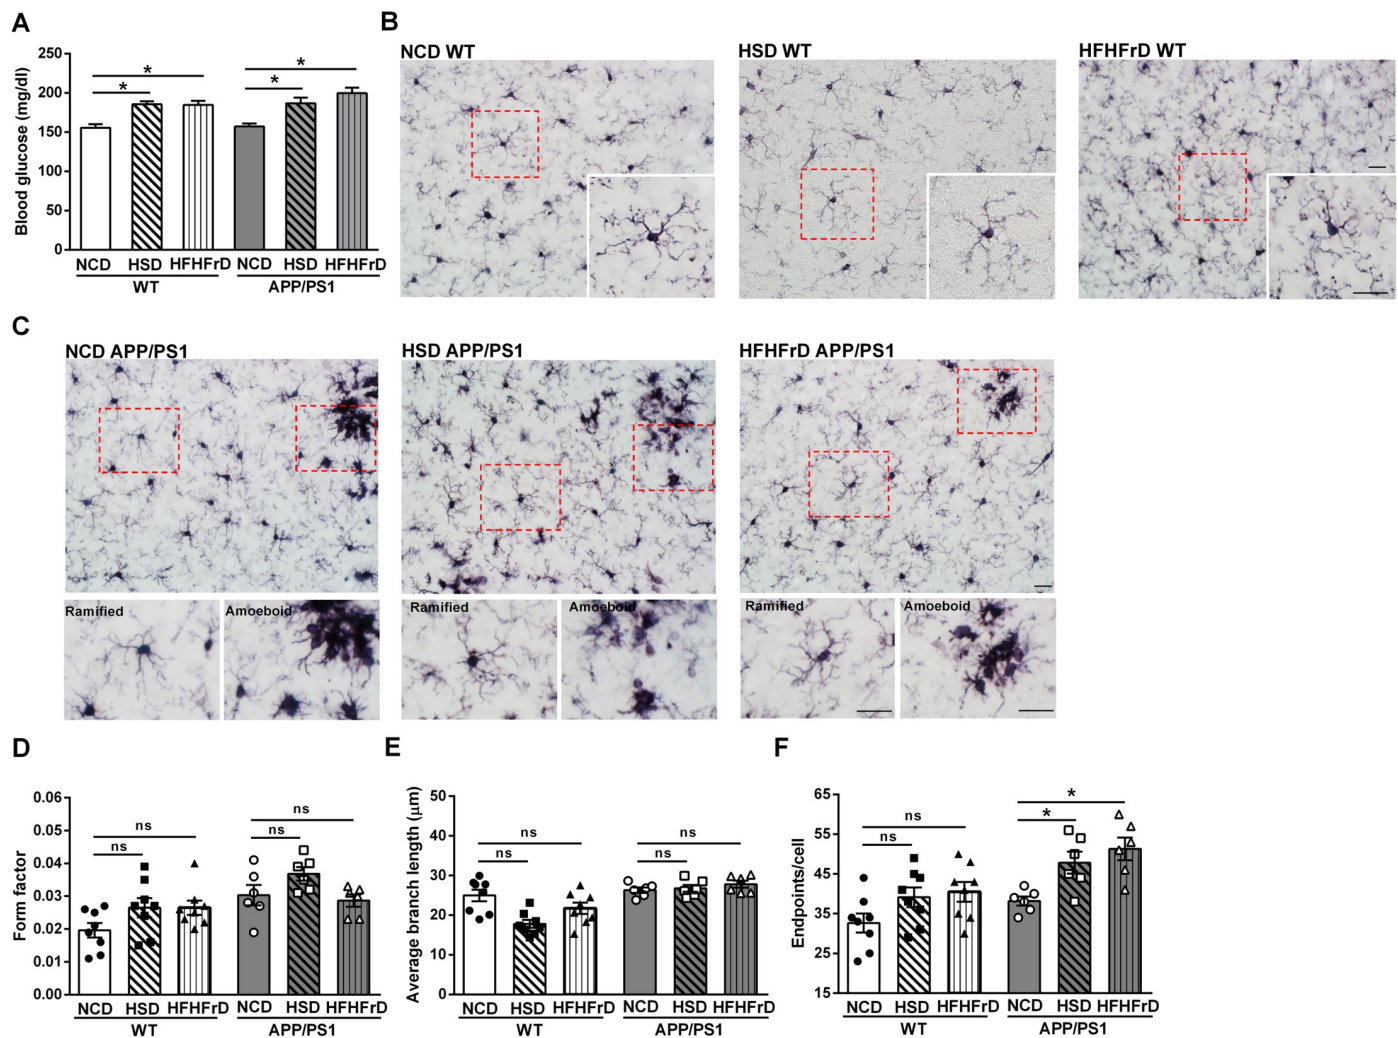 A
250
200
150
100
50
0
Blood glucose (mg/dl)
*
*
*
*
NCD HSD HFHFrD NCD HSD HFHFrD
WT APP/PS1
B
NCD WT HSD WT HFHFrD WT
C
NCD APP/PS1 HSD APP/PS1 HFHFrD APP/PS1
Ramified Amoeboid Ramified Amoeboid Ramified Amoeboid
D
0.06
0.05
0.04
0.03
0.02
0.01
0.00
Form factor
ns
ns
ns
ns
NCD HSD HFHFrD NCD HSD HFHFrD
WT APP/PS1
E
50
40
30
20
10
0
Average branch length (μm)
ns
ns
ns
ns
NCD HSD HFHFrD NCD HSD HFHFrD
WT APP/PS1
F
65
55
45
35
25
15
Endpoints/cell
ns
ns
*
*
NCD HSD HFHFrD NCD HSD HFHFrD
WT APP/PS1